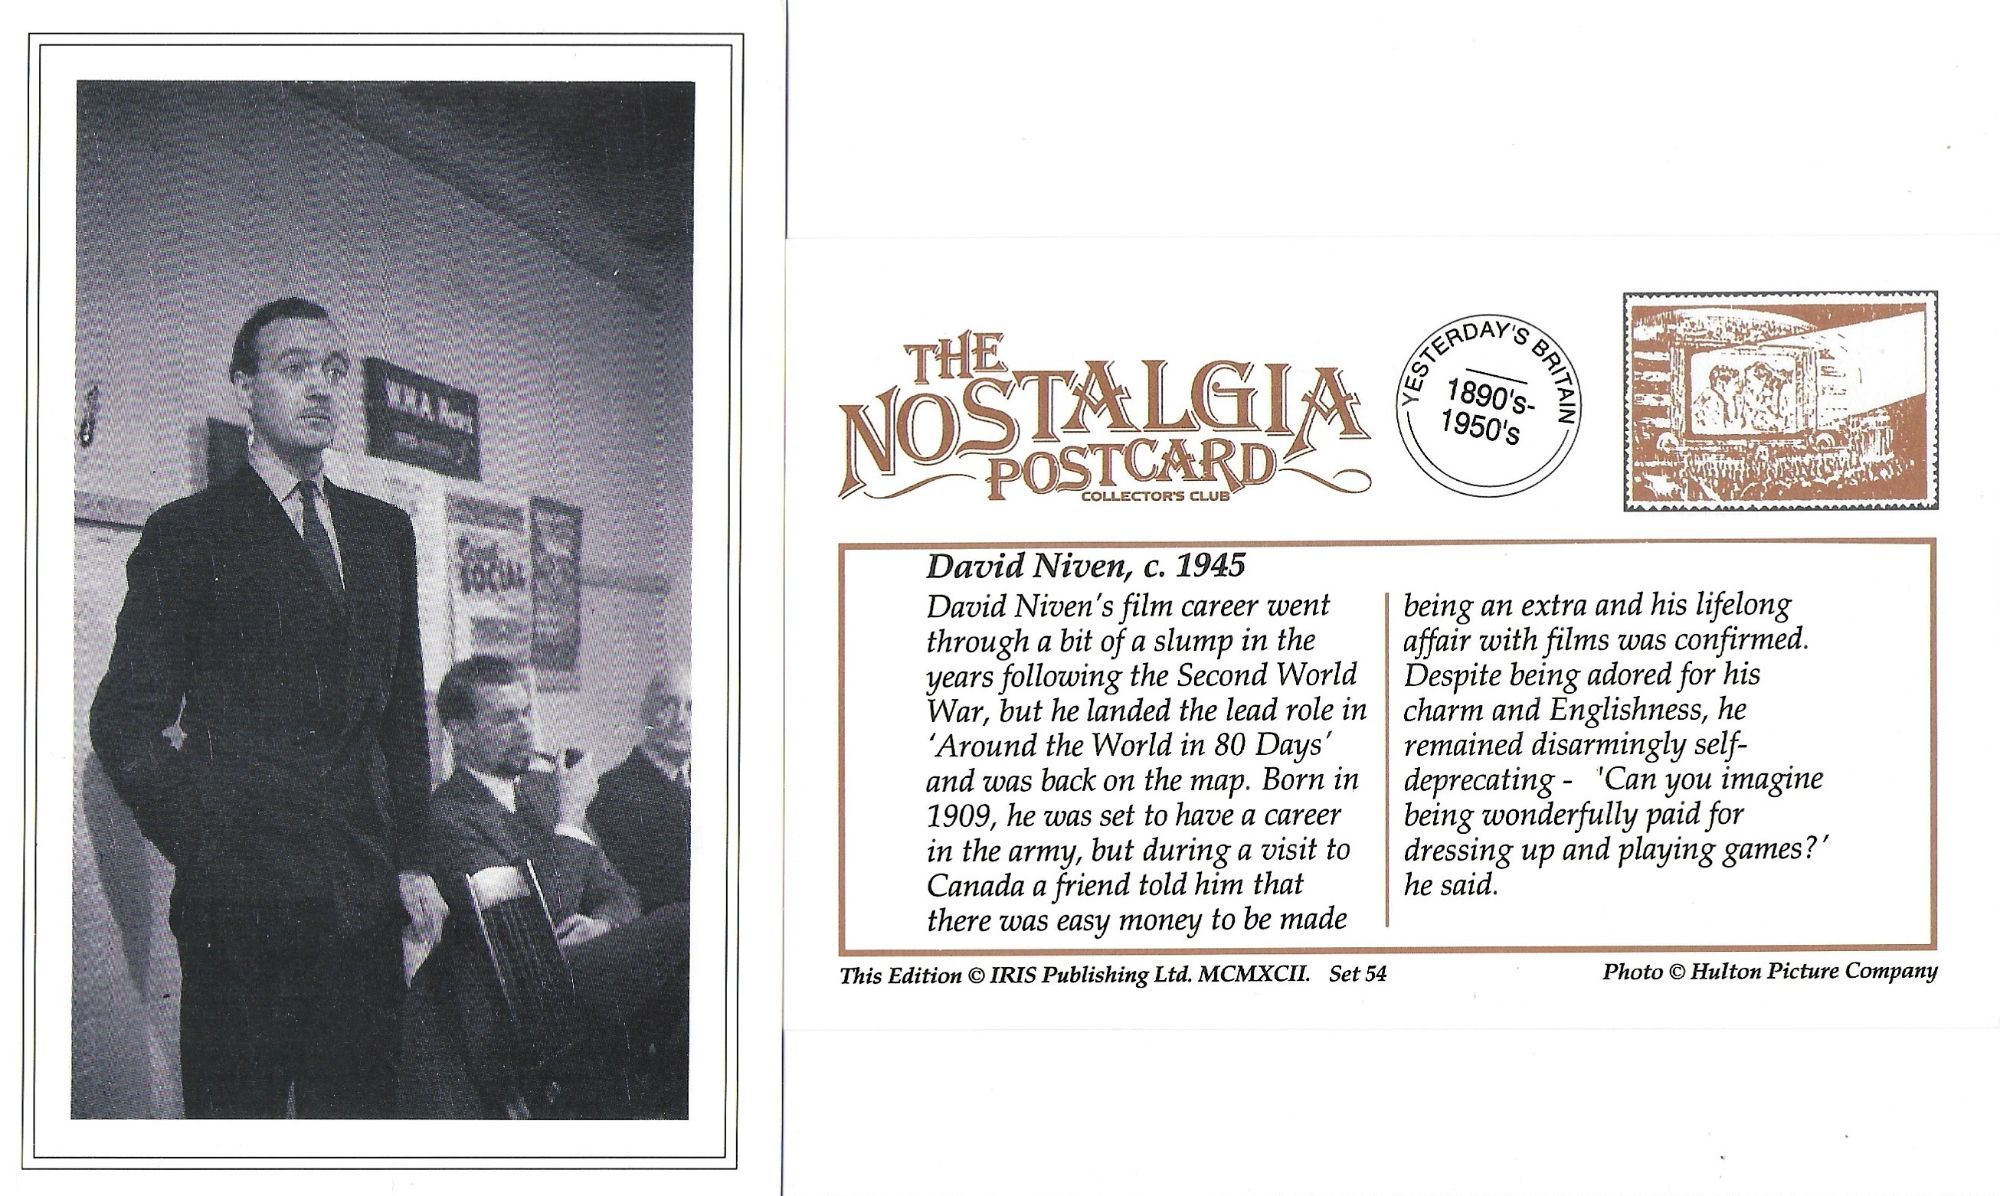 THE
NOSTALGIA
POSTCARD
COLLECTOR'S CLUB
YESTERDAY'S BRITAIN
1890's-
1950's
David Niven, c. 1945
David Niven's film career went
through a bit of a slump in the
years following the Second World
War, but he landed the lead role in
'Around the World in 80 Days'
and was back on the map. Born in
1909, he was set to have a career
in the army, but during a visit to
Canada a friend told him that
there was easy money to be made
being an extra and his lifelong
affair with films was confirmed.
Despite being adored for his
charm and Englishness, he
remained disarmingly self-
deprecating - 'Can you imagine
being wonderfully paid for
dressing up and playing games?'
he said.
This Edition © IRIS Publishing Ltd. MCMXCII. Set 54
Photo © Hulton Picture Company